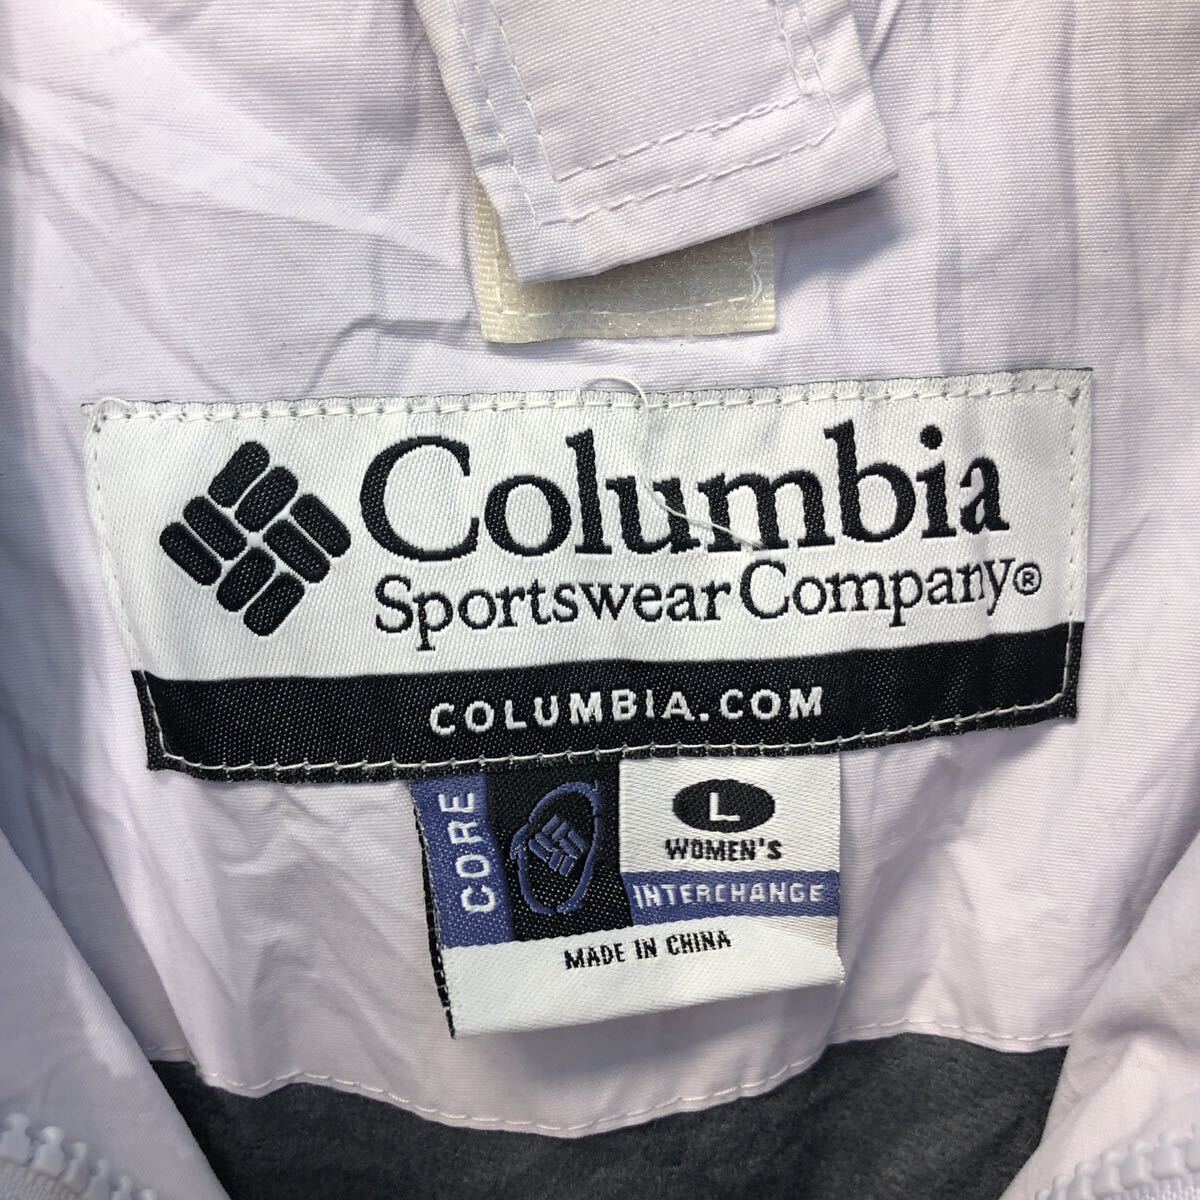 Columbia
Sportswear Company®
COLUMBIA.COM
CORE
L
WOMEN'S
INTERCHANGE
MADE IN CHINA